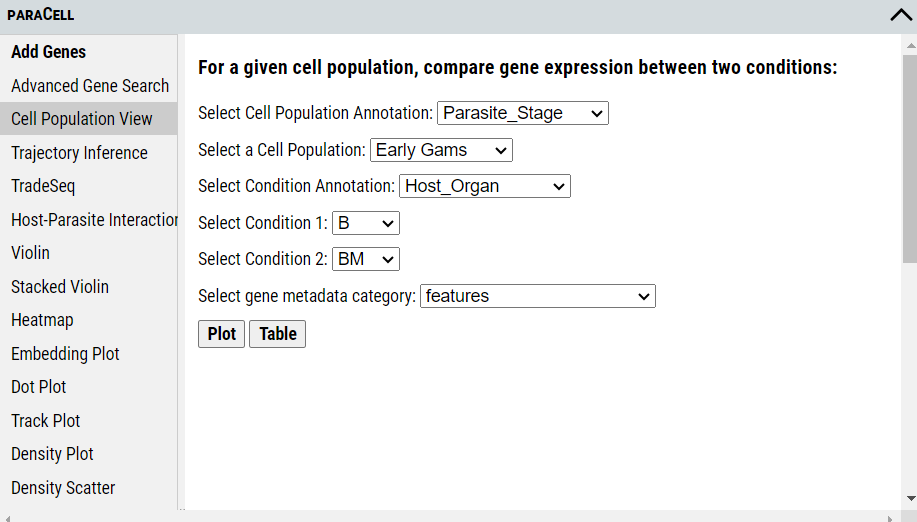 PARACELL
Add Genes
Advanced Gene Search
Cell Population View
Trajectory Inference
TradeSeq
Host-Parasite Interaction
Violin
Stacked Violin
Heatmap
Embedding Plot
Dot Plot
Track Plot
Density Plot
Density Scatter
For a given cell population, compare gene expression between two conditions:
Select Cell Population Annotation: Parasite_Stage
Select a Cell Population: Early Gams
Select Condition Annotation: Host_Organ
Select Condition 1: B
Select Condition 2: BM
Select gene metadata category: features
Plot Table